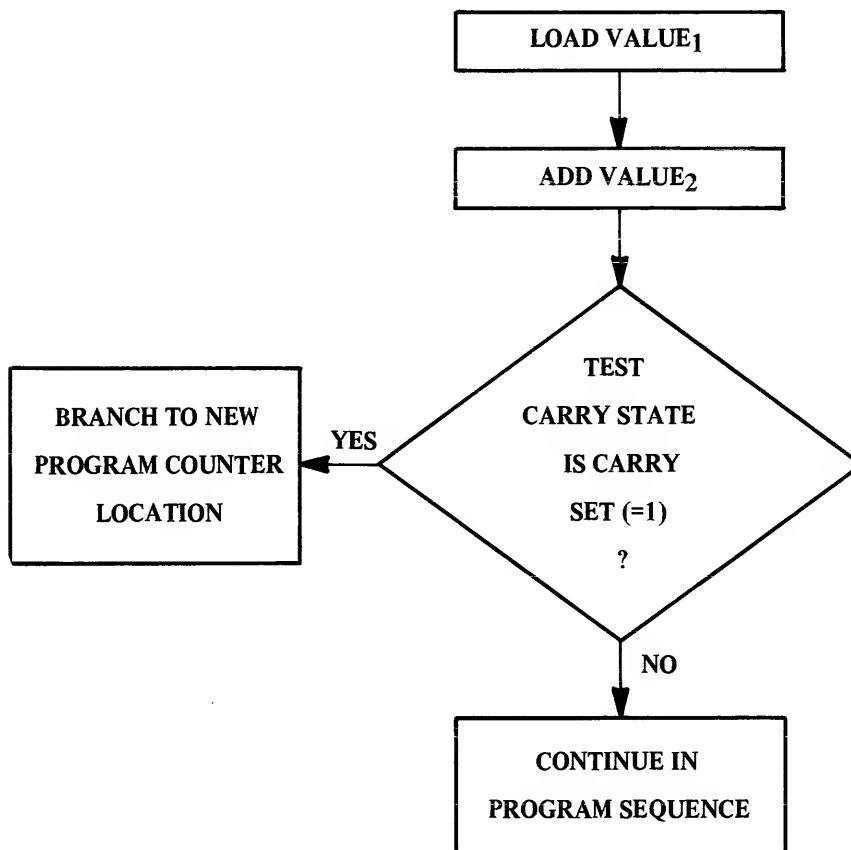 LOAD VALUE1
ADD VALUE2
TEST
CARRY STATE
IS CARRY
SET (=1)
?
YES
BRANCH TO NEW
PROGRAM COUNTER
LOCATION
NO
CONTINUE IN
PROGRAM SEQUENCE